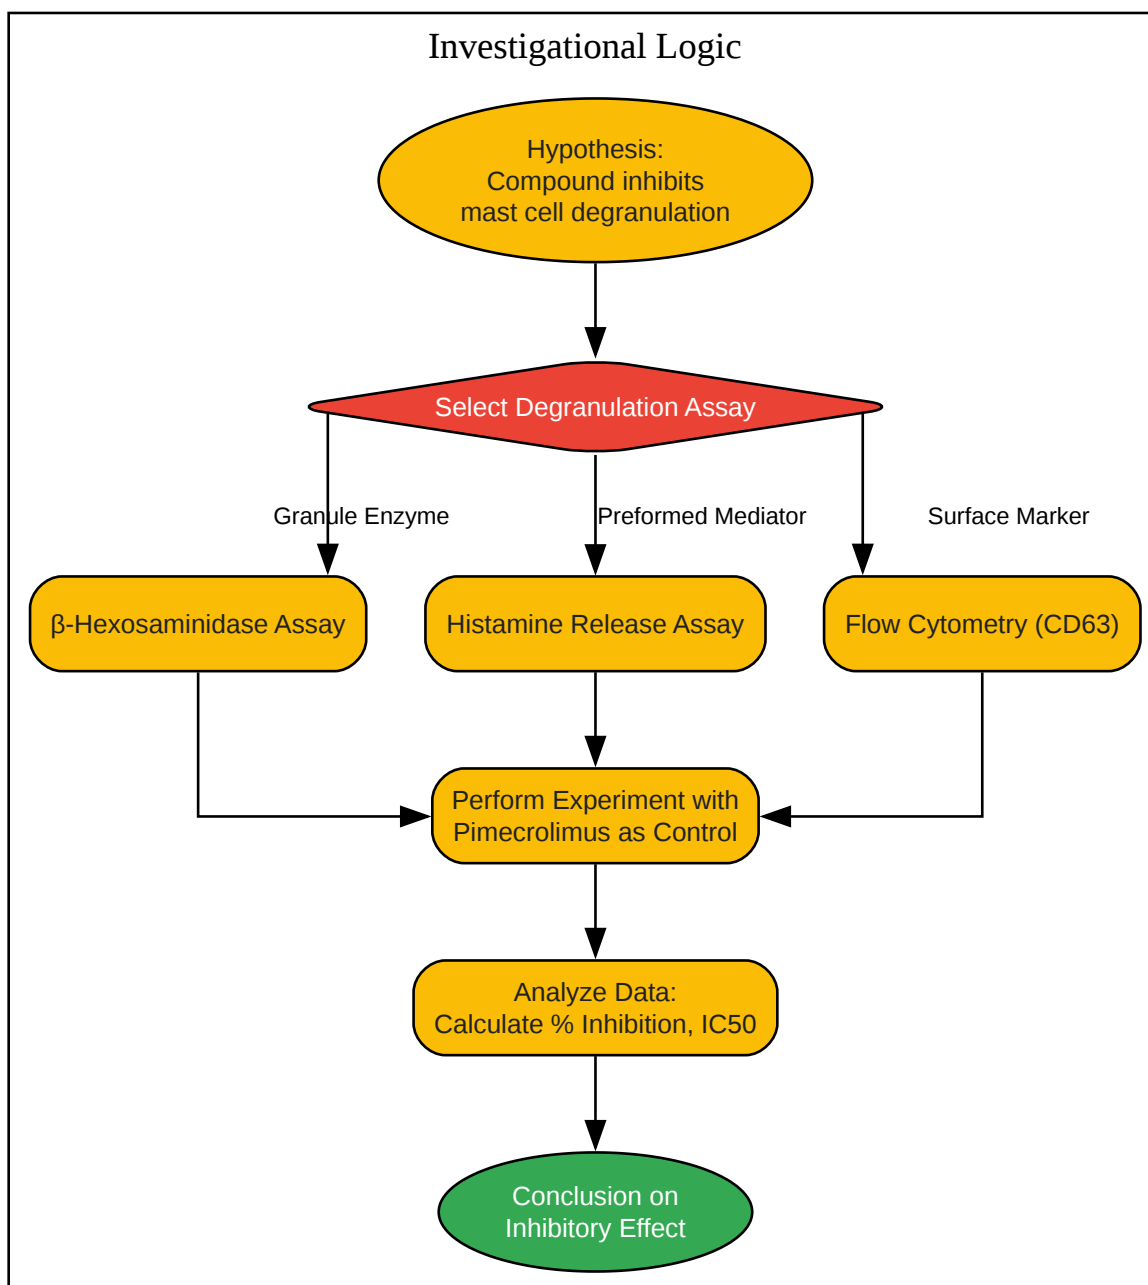 Investigational Logic
Hypothesis:
Compound inhibits
mast cell degranulation
Select Degranulation Assay
Granule Enzyme
Preformed Mediator
Surface Marker
β-Hexosaminidase Assay
Histamine Release Assay
Flow Cytometry (CD63)
Perform Experiment with
Pimecrolimus as Control
Analyze Data:
Calculate % Inhibition, IC50
Conclusion on
Inhibitory Effect